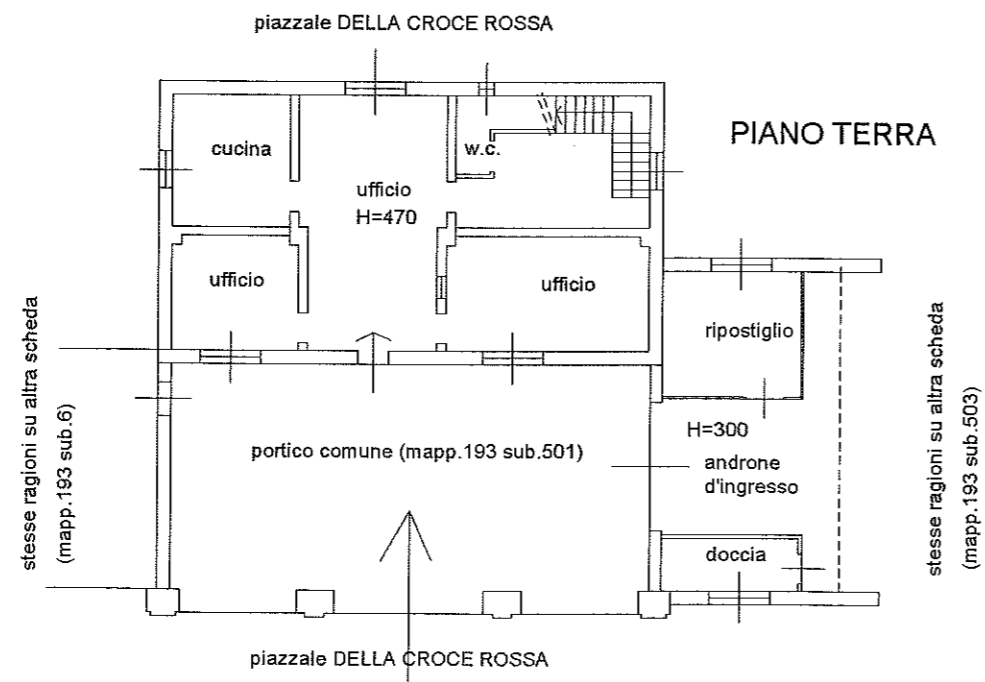 piazzale DELLA CROCE ROSSA
PIANO TERRA
cucina
w.c.
ufficio
H=470
ufficio
ufficio
ripostiglio
stesse ragioni su altra scheda
(mapp.193 sub.6)
portico comune (mapp.193 sub.501)
H=300
androne
d'ingresso
stesse ragioni su altra scheda
(mapp.193 sub.503)
doccia
piazzale DELLA CROCE ROSSA